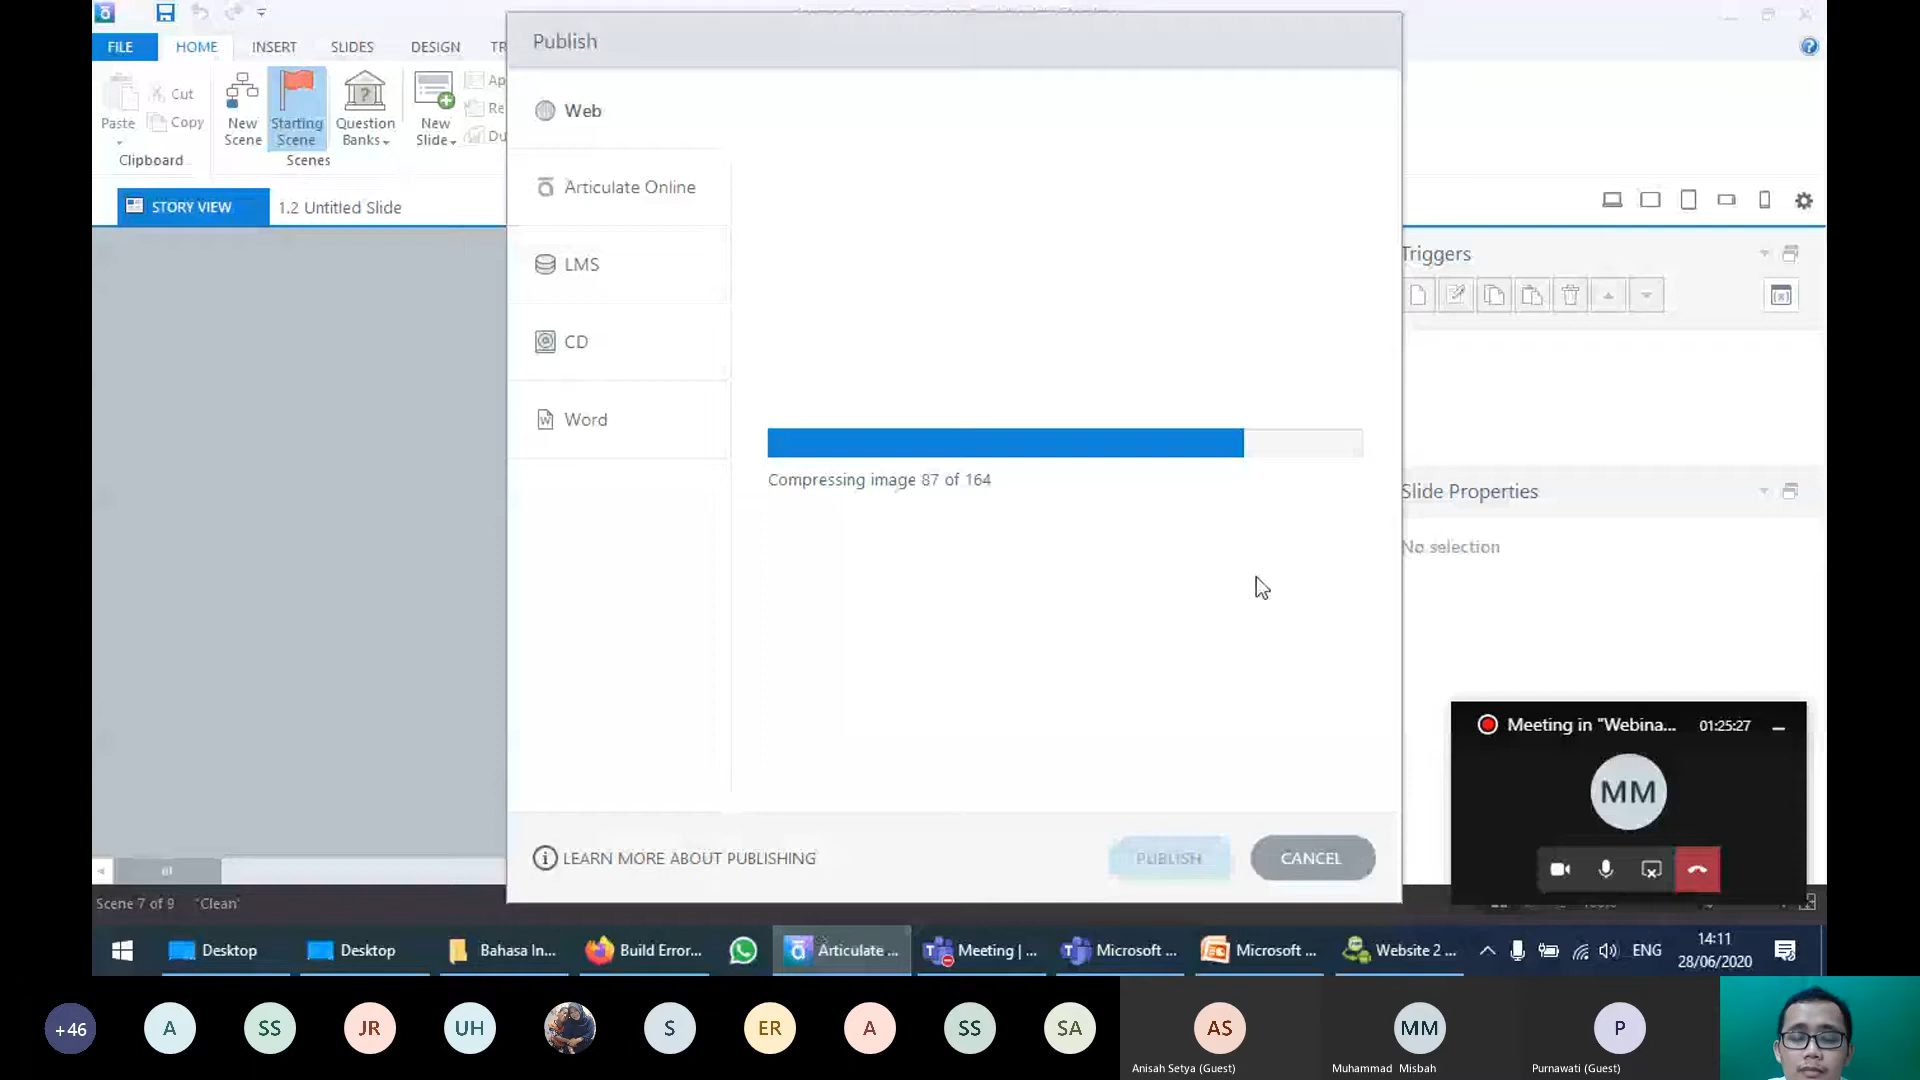 Publish
FILE
HOME
INSERT
SLIDES
DESIGN
TR
Paste
Cut
Copy
Clipboard
New
Scene
Starting
Scene
Question
Banks
Scenes
New
Slide
Ap
Re
Du
STORY VIEW
1.2 Untitled Slide
Web
Articulate Online
LMS
CD
Word
Compressing image 87 of 164
LEARN MORE ABOUT PUBLISHING
PUBLISH
CANCEL
Triggers
Slide Properties
No selection
Meeting in "Webina...
01:25:27
MM
Scene 7 of 9
"Clean"
Desktop
Desktop
Bahasa In...
Build Error...
Articulate ...
Meeting | ...
Microsoft ...
Microsoft ...
Website 2 ...
ENG
14:11
28/06/2020
+46
A
SS
JR
UH
S
ER
A
SS
SA
AS
MM
P
Anisah Setya (Guest)
Muhammad Misbah
Purnawati (Guest)